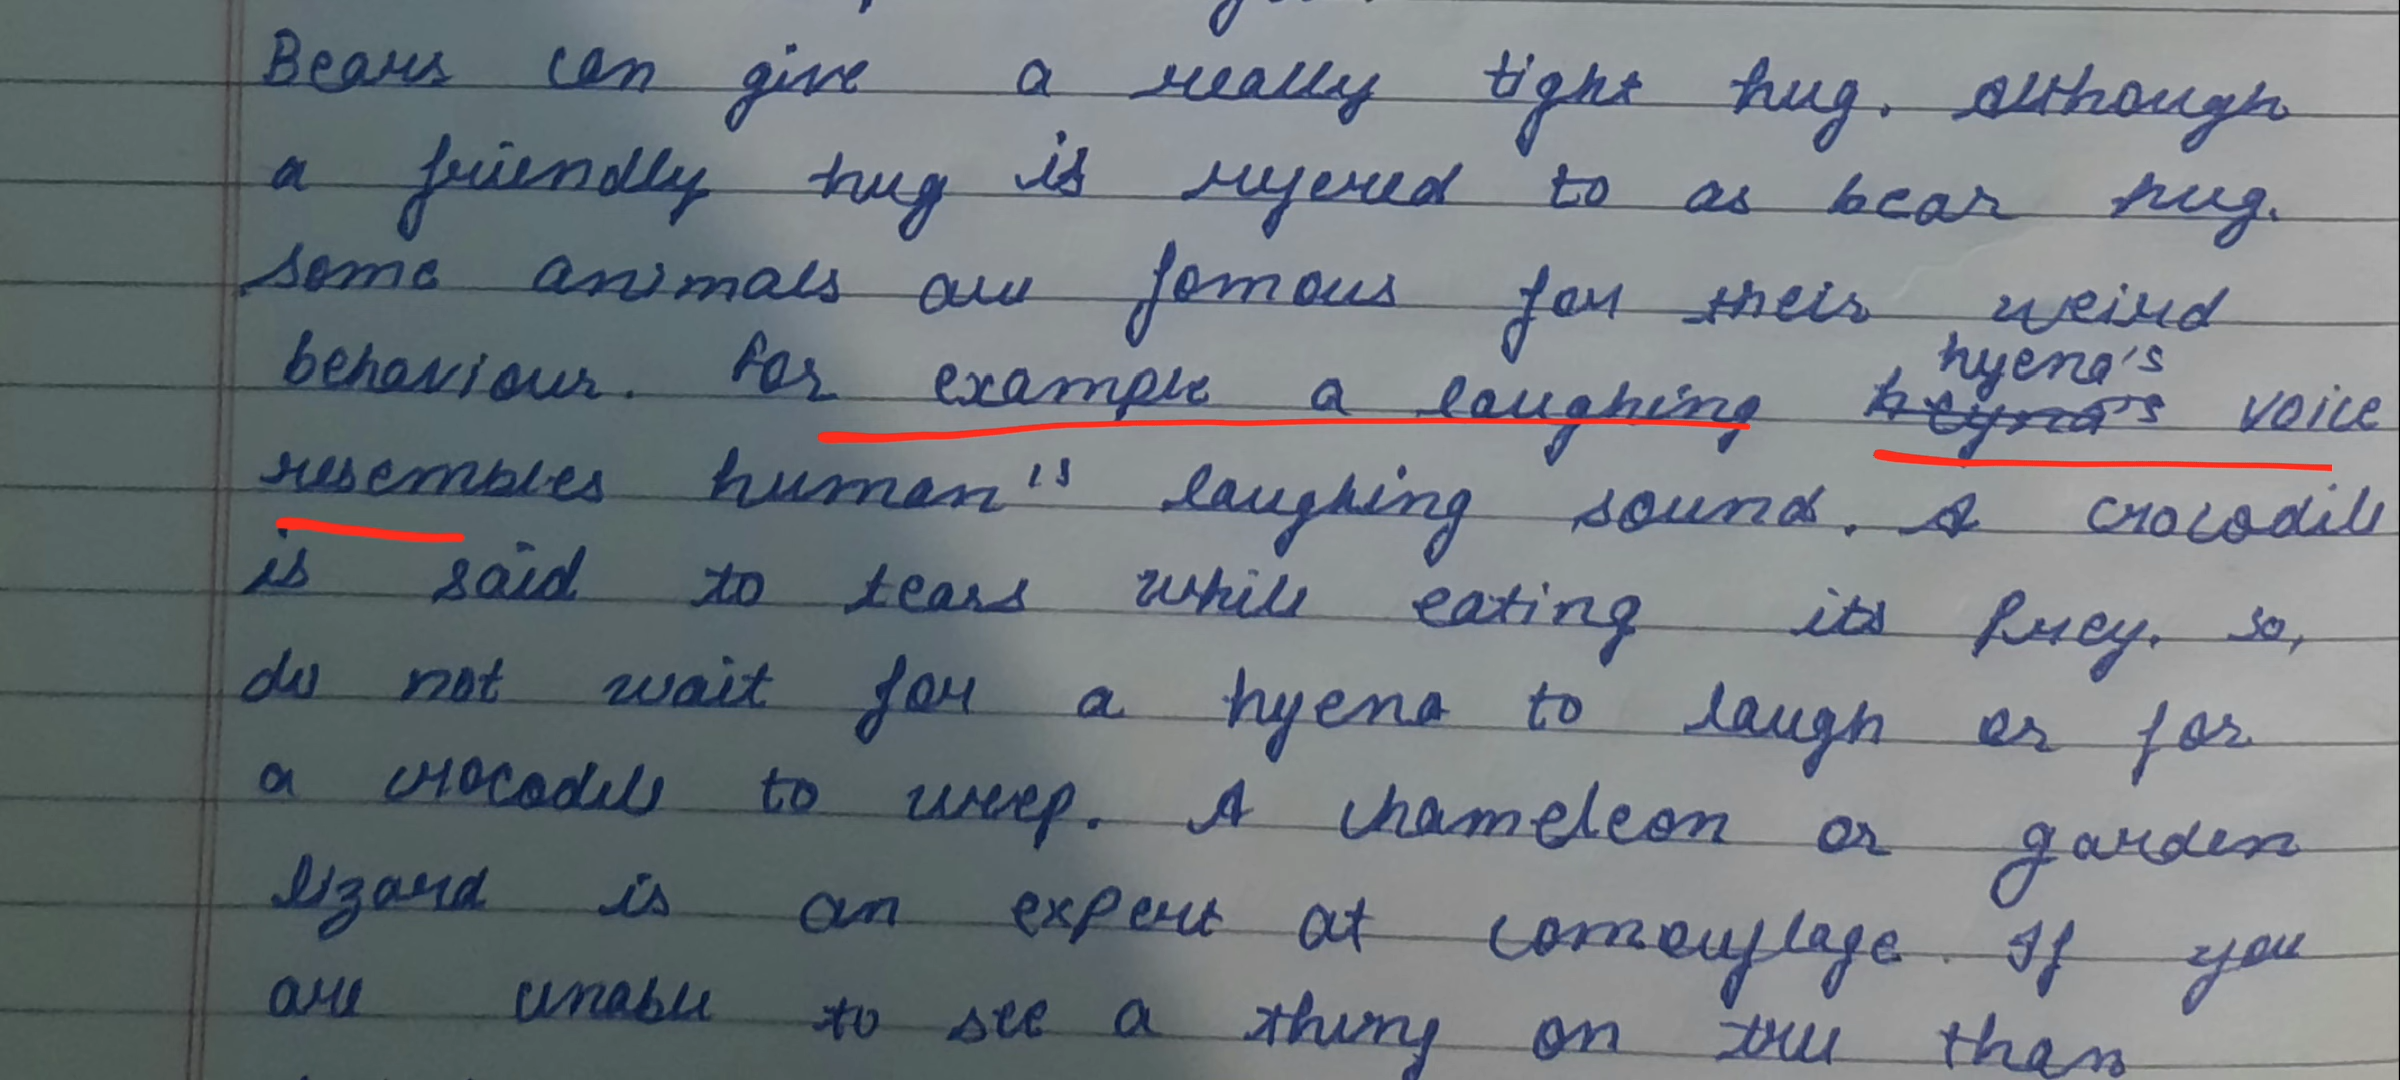 Bears can give a really tight hug. Although
a friendly hug is refered to as bear hug.
some animals are famous for their weird
behaviour. For example a laughing hyena's voice
resembles human's laughing sound. A crocodile
is said to tears while eating its prey. so,
do not wait for a hyena to laugh or for
a crocodile to weep. A chameleon or garden
lizard is an expert at camouflage. If you
are unable to see a thing on tree than